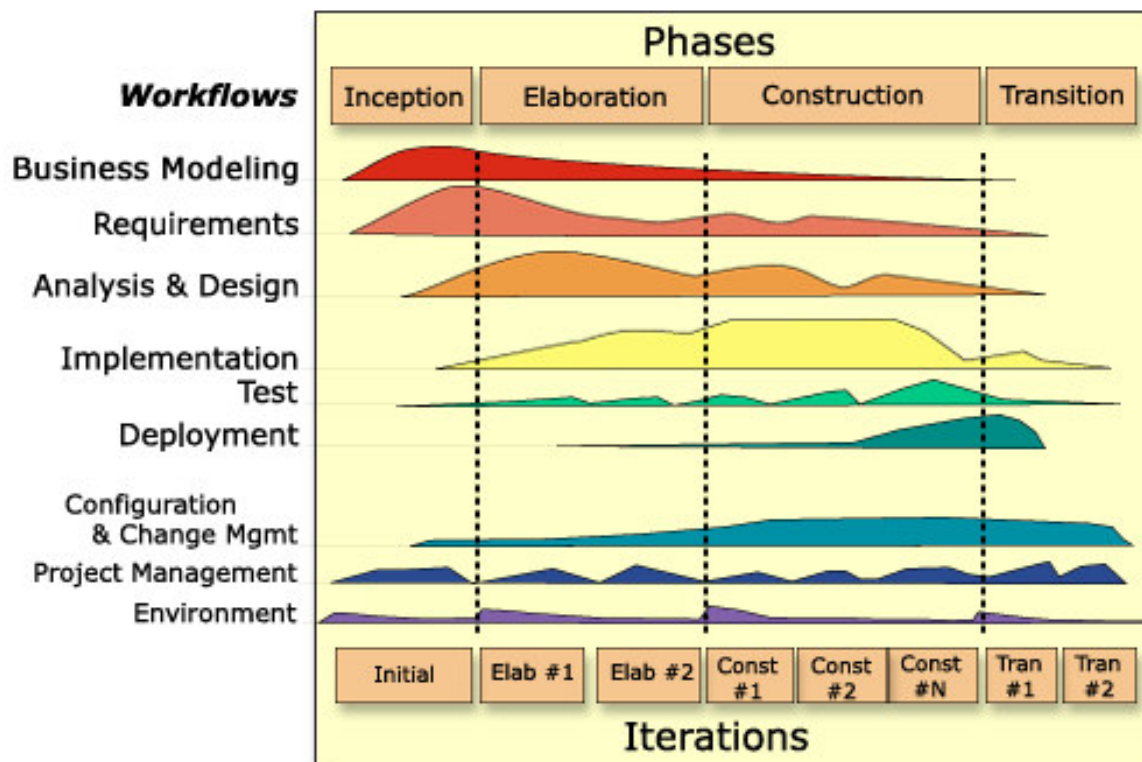 Phases
Workflows
Inception
Elaboration
Construction
Transition
Business Modeling
Requirements
Analysis & Design
Implementation
Test
Deployment
Configuration
& Change Mgmt
Project Management
Environment
Initial
Elab #1
Elab #2
Const
#1
Const
#2
Const
#N
Tran
#1
Tran
#2
Iterations